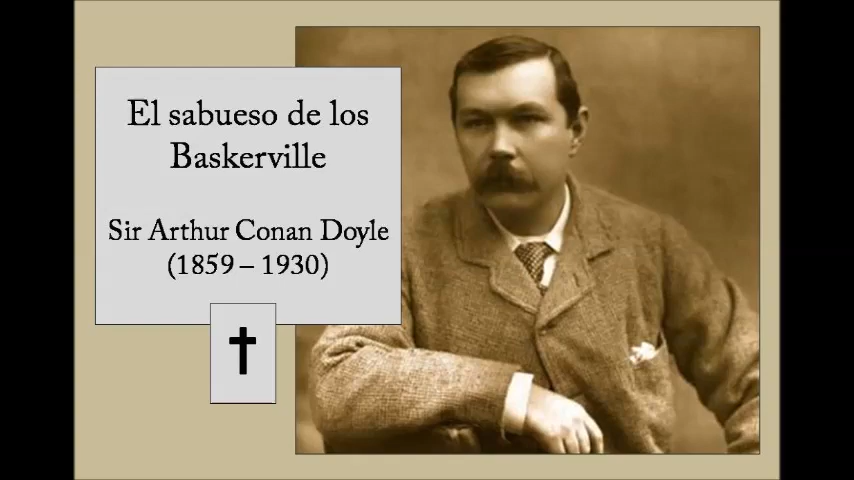 El sabueso de los
Baskerville
Sir Arthur Conan Doyle
(1859 – 1930)